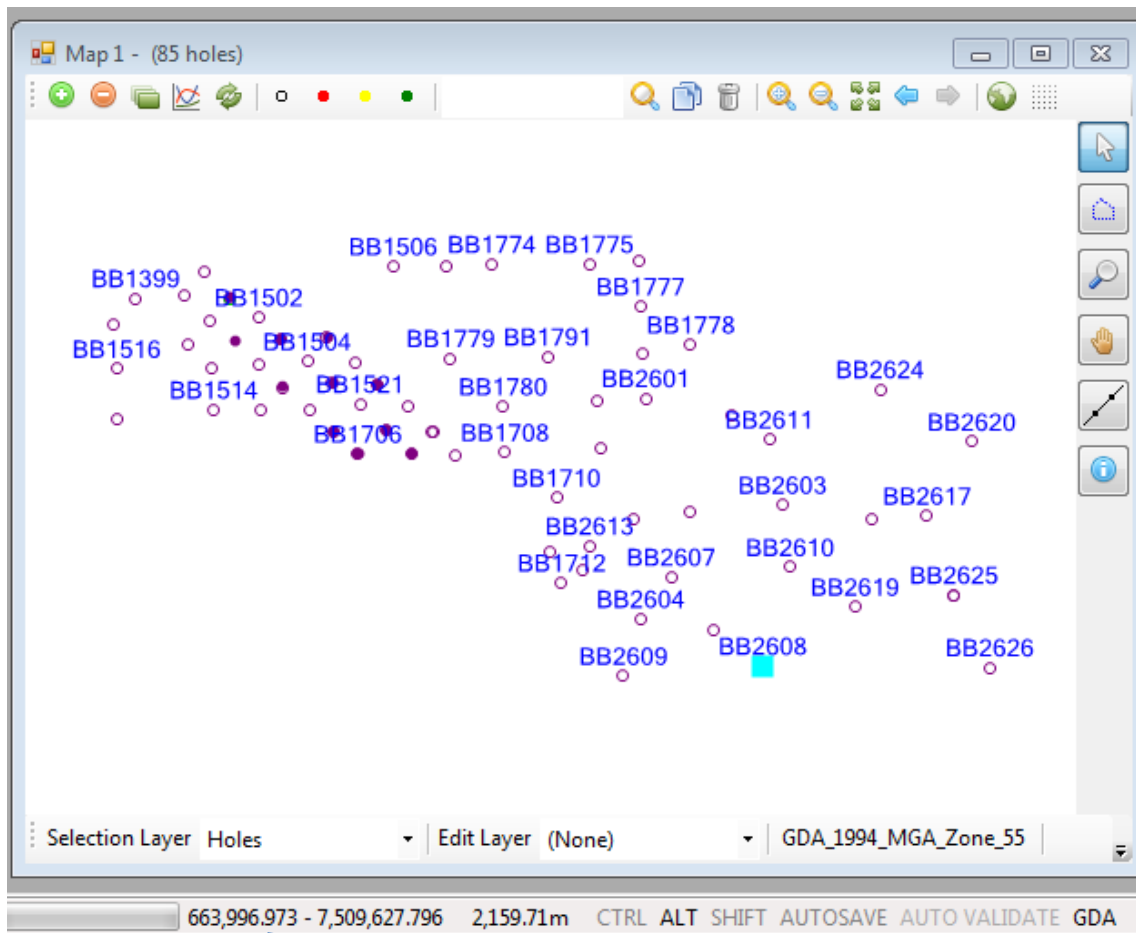 Map 1 - (85 holes)
BB1506 BB1774 BB1775
BB1399
BB1777
BB1502
BB1778
BB1779 BB1791
BB1504
BB1516
BB2624
BB2601
BB1521
BB1780
BB1514
BB2611
BB2620
BB1706
BB1708
BB1710
BB2603
BB2617
BB2613
BB2610
BB2607
BB1712
BB2625
BB2619
BB2604
BB2608
BB2626
BB2609
Selection Layer Holes Edit Layer (None) GDA_1994_MGA_Zone_55
663,996.973 - 7,509,627.796 2,159.71m CTRL ALT SHIFT AUTOSAVE AUTO VALIDATE GDA